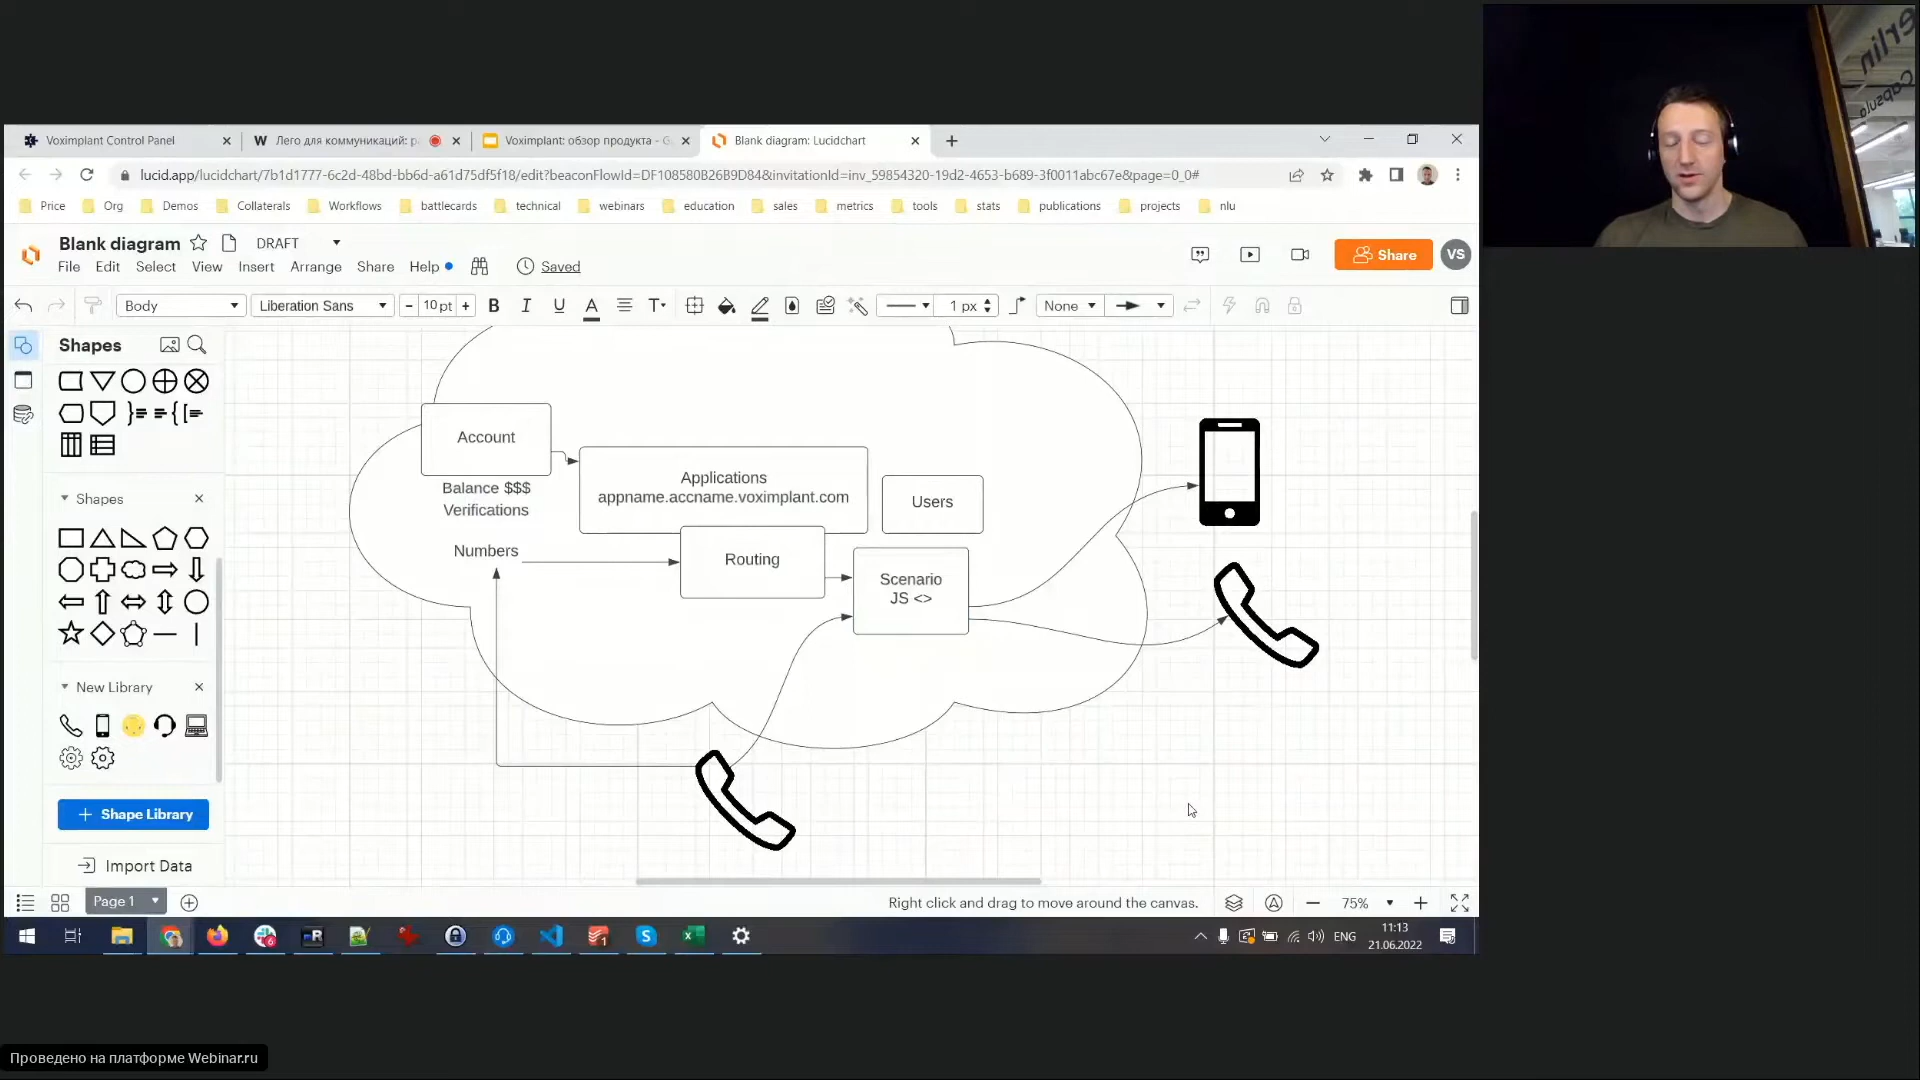 Voximplant Control Panel
Лего для коммуникаций: р
Voximplant: обзор продукта - G
Blank diagram: Lucidchart
lucid.app/lucidchart/7b1d1777-6c2d-48bd-bb6d-a61d75df5f18/edit?beaconFlowId=DF108580B26B9D84&invitationId=inv_59854320-19d2-4653-b689-3f0011abc67e&page=0_0#
Price
Org
Demos
Collaterals
Workflows
battlecards
technical
webinars
education
sales
metrics
tools
stats
publications
projects
nlu
Blank diagram
DRAFT
File
Edit
Select
View
Insert
Arrange
Share
Help
Saved
Share
VS
Body
Liberation Sans
10 pt
1 px
None
Shapes
Shapes
New Library
+ Shape Library
Import Data
Account
Balance $$$
Verifications
Numbers
Applications
appname.accname.voximplant.com
Users
Routing
Scenario
JS <>
Page 1
Right click and drag to move around the canvas.
75%
ENG
11:13
21.06.2022
erlin
Capsula
Проведено на платформе Webinar.ru